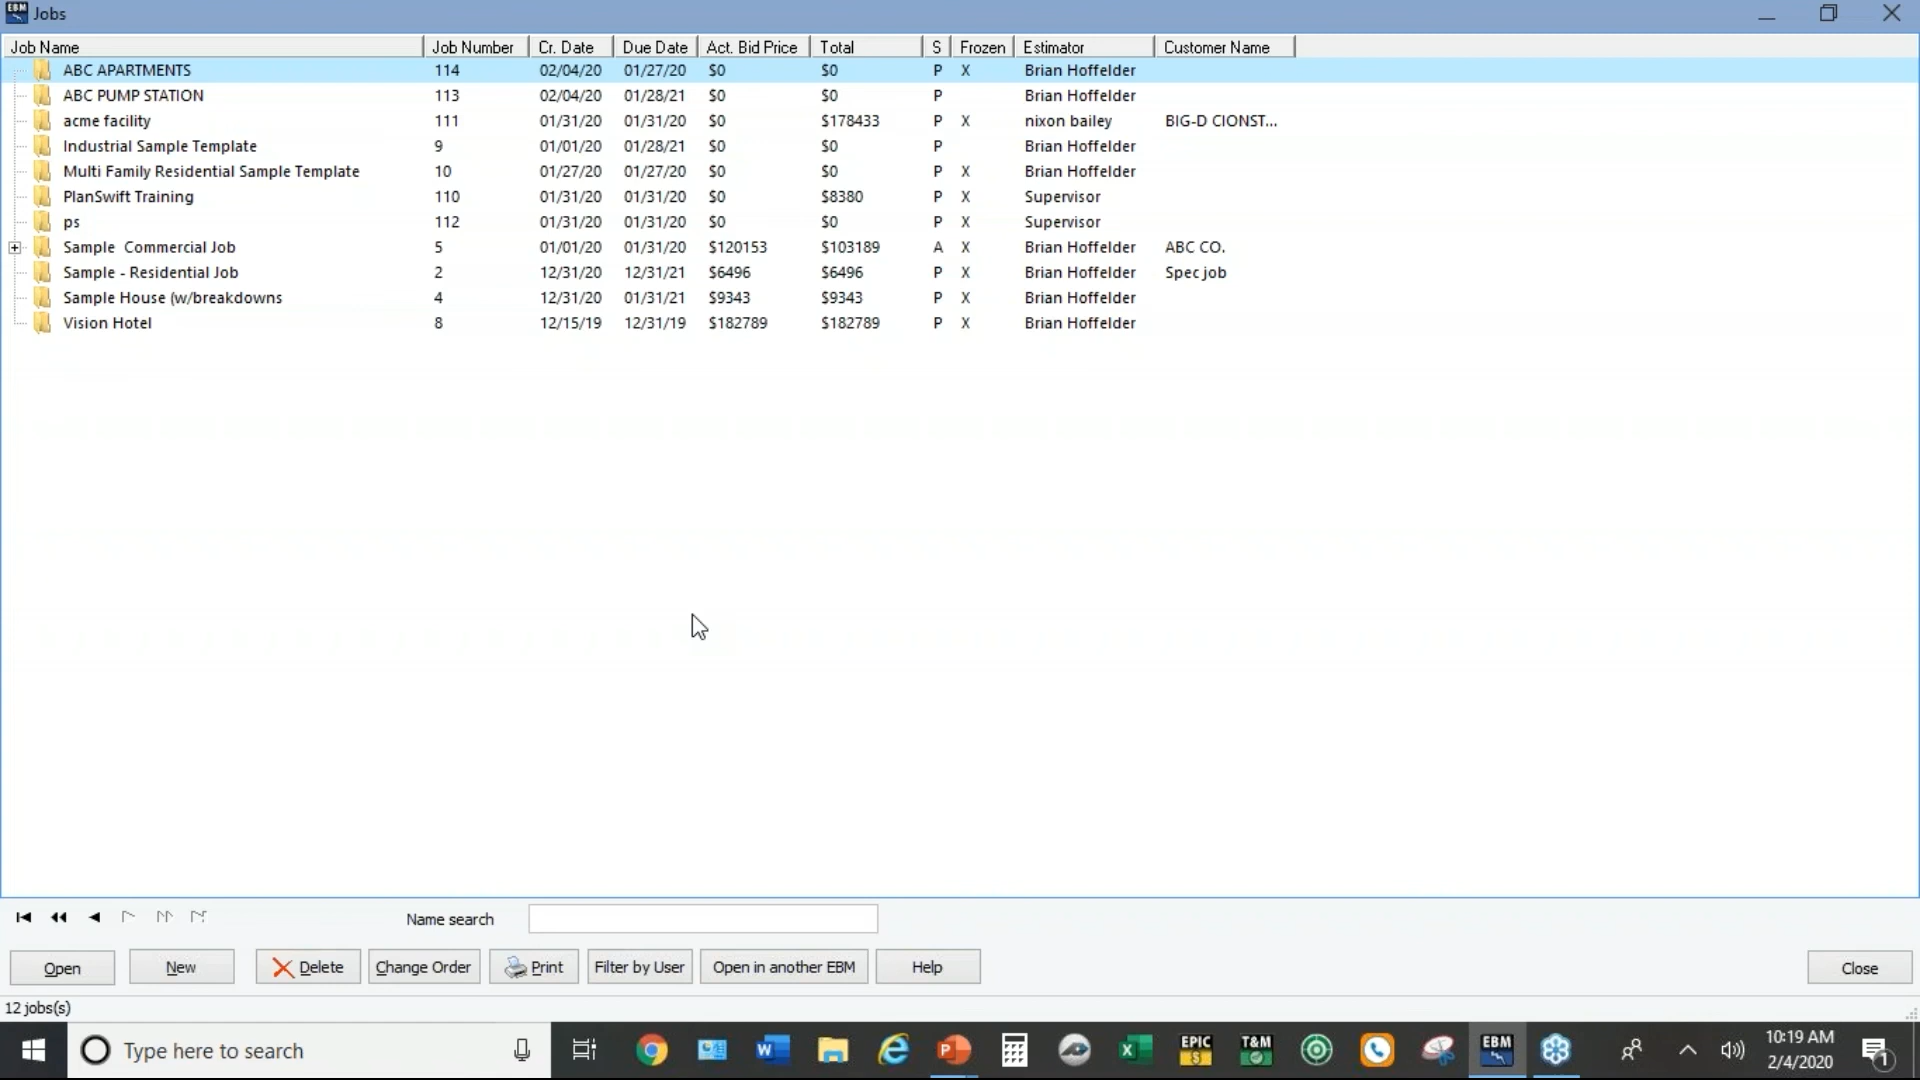 EBM Jobs
Job Name Job Number Cr. Date Due Date Act. Bid Price Total S Frozen Estimator Customer Name
ABC APARTMENTS 114 02/04/20 01/27/20 $0 $0 P X Brian Hoffelder
ABC PUMP STATION 113 02/04/20 01/28/21 $0 $0 P Brian Hoffelder
acme facility 111 01/31/20 01/31/20 $0 $178433 P X nixon bailey BIG-D CIONST...
Industrial Sample Template 9 01/01/20 01/28/21 $0 $0 P Brian Hoffelder
Multi Family Residential Sample Template 10 01/27/20 01/27/20 $0 $0 P X Brian Hoffelder
PlanSwift Training 110 01/31/20 01/31/20 $0 $8380 P X Supervisor
ps 112 01/31/20 01/31/20 $0 $0 P X Supervisor
Sample  Commercial Job 5 01/01/20 01/31/20 $120153 $103189 A X Brian Hoffelder ABC CO.
Sample - Residential Job 2 12/31/20 12/31/21 $6496 $6496 P X Brian Hoffelder Spec job
Sample House (w/breakdowns 4 12/31/20 01/31/21 $9343 $9343 P X Brian Hoffelder
Vision Hotel 8 12/15/19 12/31/19 $182789 $182789 P X Brian Hoffelder
Name search
Open New Delete Change Order Print Filter by User Open in another EBM Help Close
12 jobs(s)
Type here to search W P X EPIC $ T&M EBM 10:19 AM
2/4/2020 1